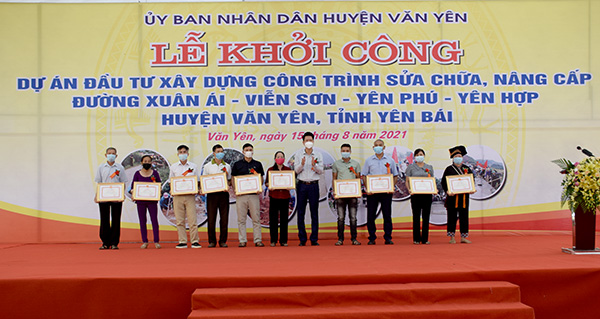 ỦY BAN NHÂN DÂN HUYỆN VĂN YÊN
LỄ KHỞI CÔNG
DỰ ÁN ĐẦU TƯ XÂY DỰNG CÔNG TRÌNH SỬA CHỮA, NÂNG CẤP
ĐƯỜNG XUÂN ÁI - VIỄN SƠN - YÊN PHÚ - YÊN HỢP
HUYỆN VĂN YÊN, TỈNH YÊN BÁI
Văn Yên, ngày 15 tháng 8 năm 2021